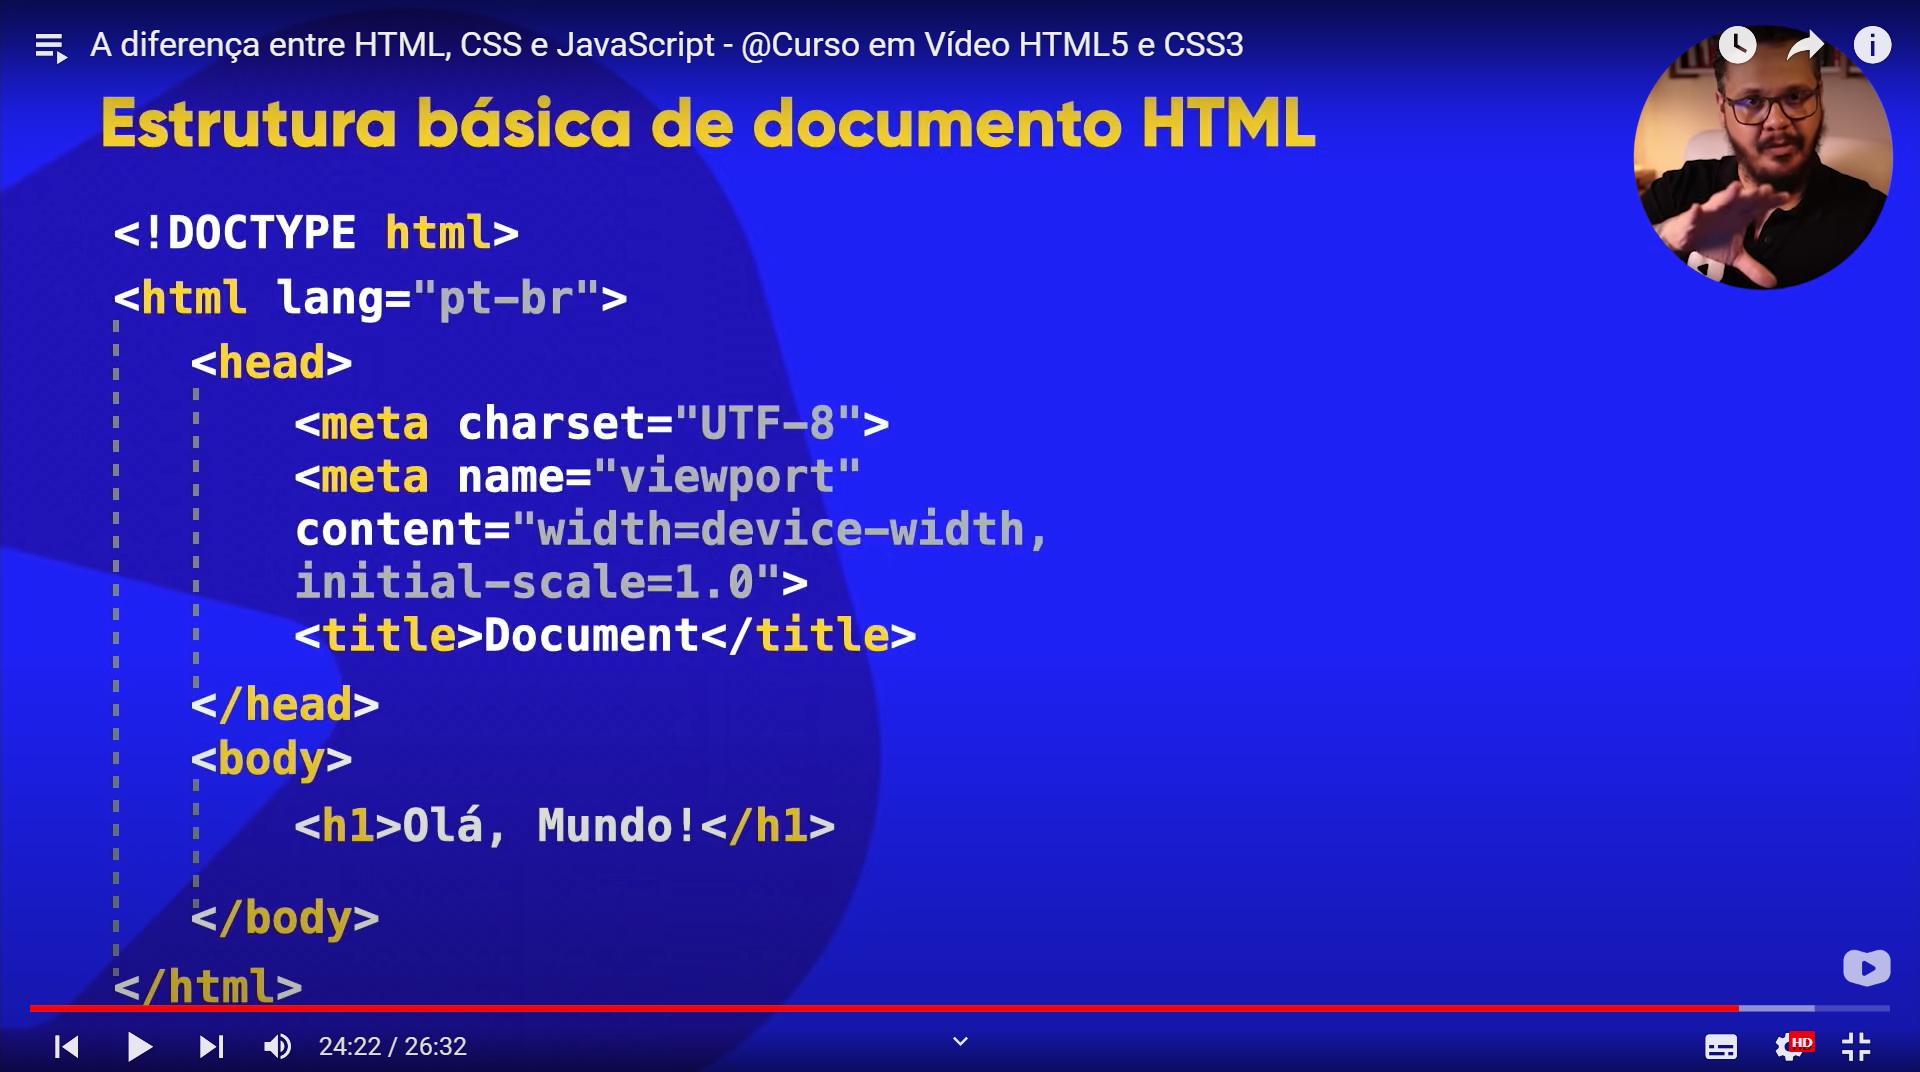 A diferença entre HTML, CSS e JavaScript - @Curso em Vídeo HTML5 e CSS3
Estrutura básica de documento HTML
<!DOCTYPE html>
<html lang="pt-br">
<head>
<meta charset="UTF-8">
<meta name="viewport"
content="width=device-width,
initial-scale=1.0">
<title>Document</title>
</head>
<body>
<h1>Olá, Mundo!</h1>
</body>
</html>
24:22 / 26:32
HD